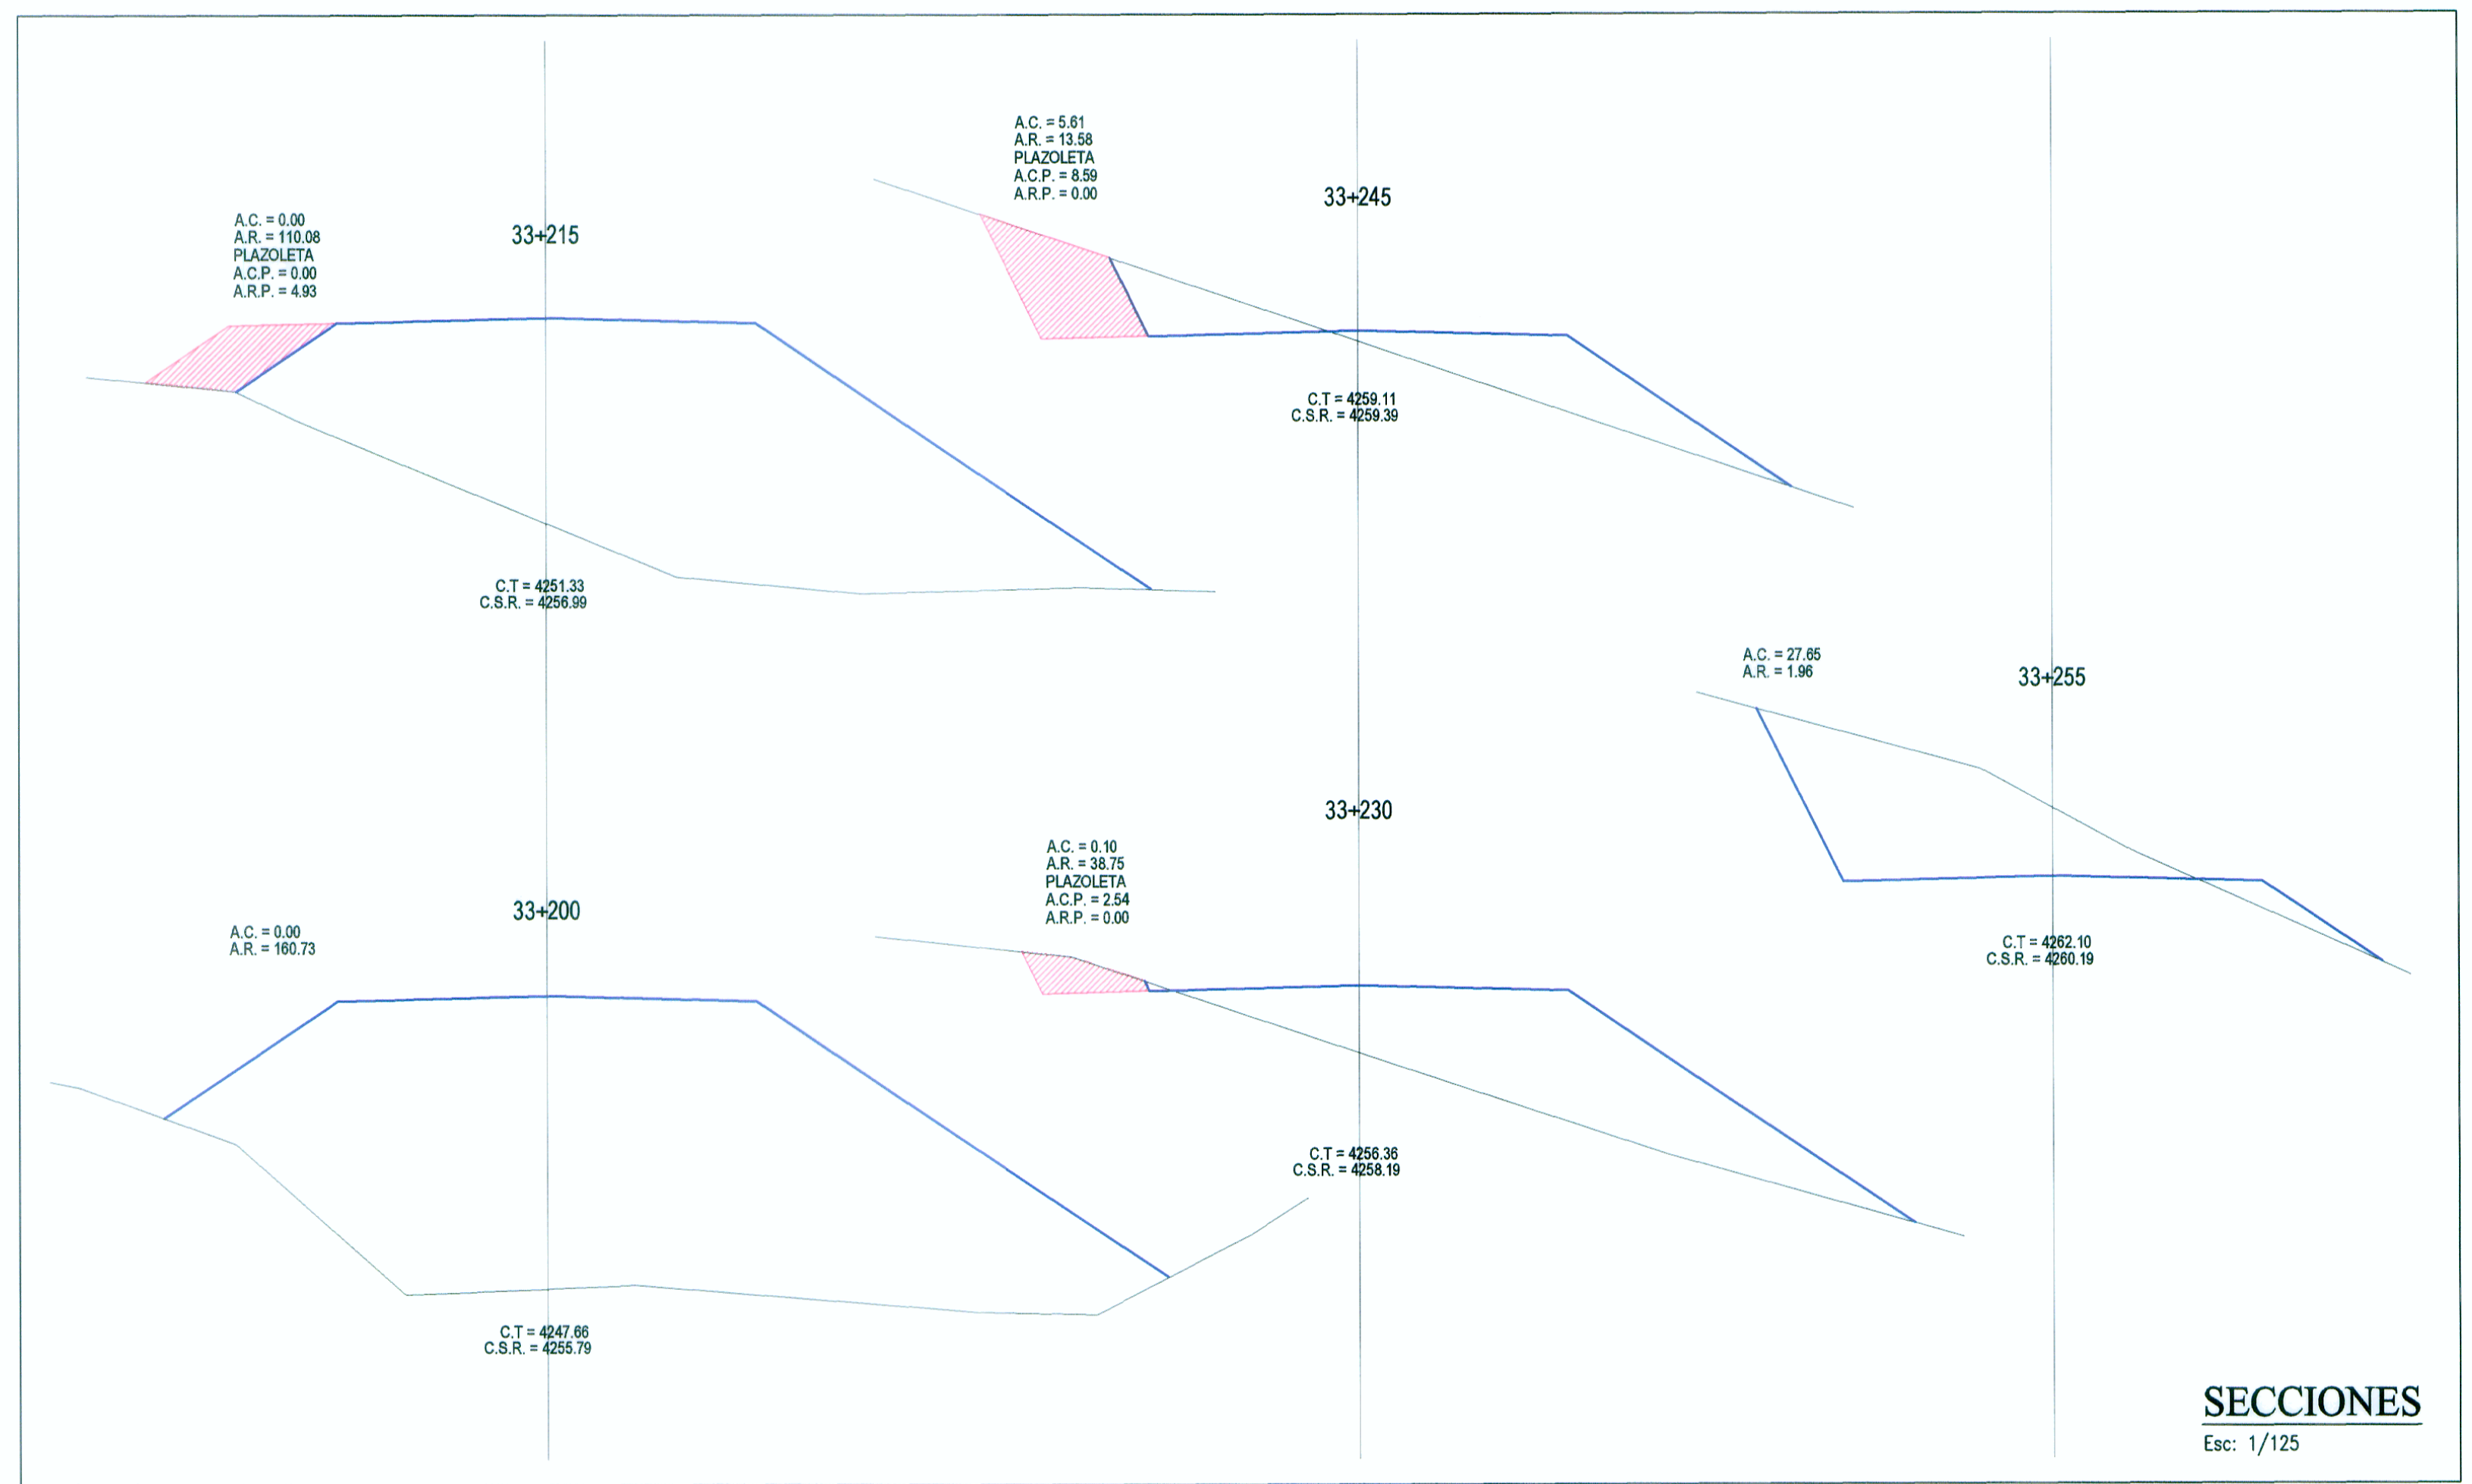 A.C. = 0.00
A.R. = 110.08
PLAZOLETA
A.C.P. = 0.00
A.R.P. = 4.93
33+215
C.T = 4251.33
C.S.R. = 4256.99
A.C. = 5.61
A.R. = 13.58
PLAZOLETA
A.C.P. = 8.59
A.R.P. = 0.00
33+245
C.T = 4259.11
C.S.R. = 4259.39
A.C. = 27.65
A.R. = 1.96
33+255
C.T = 4262.10
C.S.R. = 4260.19
A.C. = 0.00
A.R. = 160.73
33+200
C.T = 4247.66
C.S.R. = 4255.79
A.C. = 0.10
A.R. = 38.75
PLAZOLETA
A.C.P. = 2.54
A.R.P. = 0.00
33+230
C.T = 4256.36
C.S.R. = 4258.19
SECCIONES
Esc: 1/125